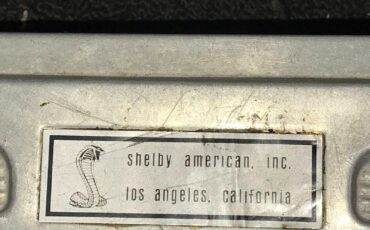 shelby american, inc.
los angeles, california